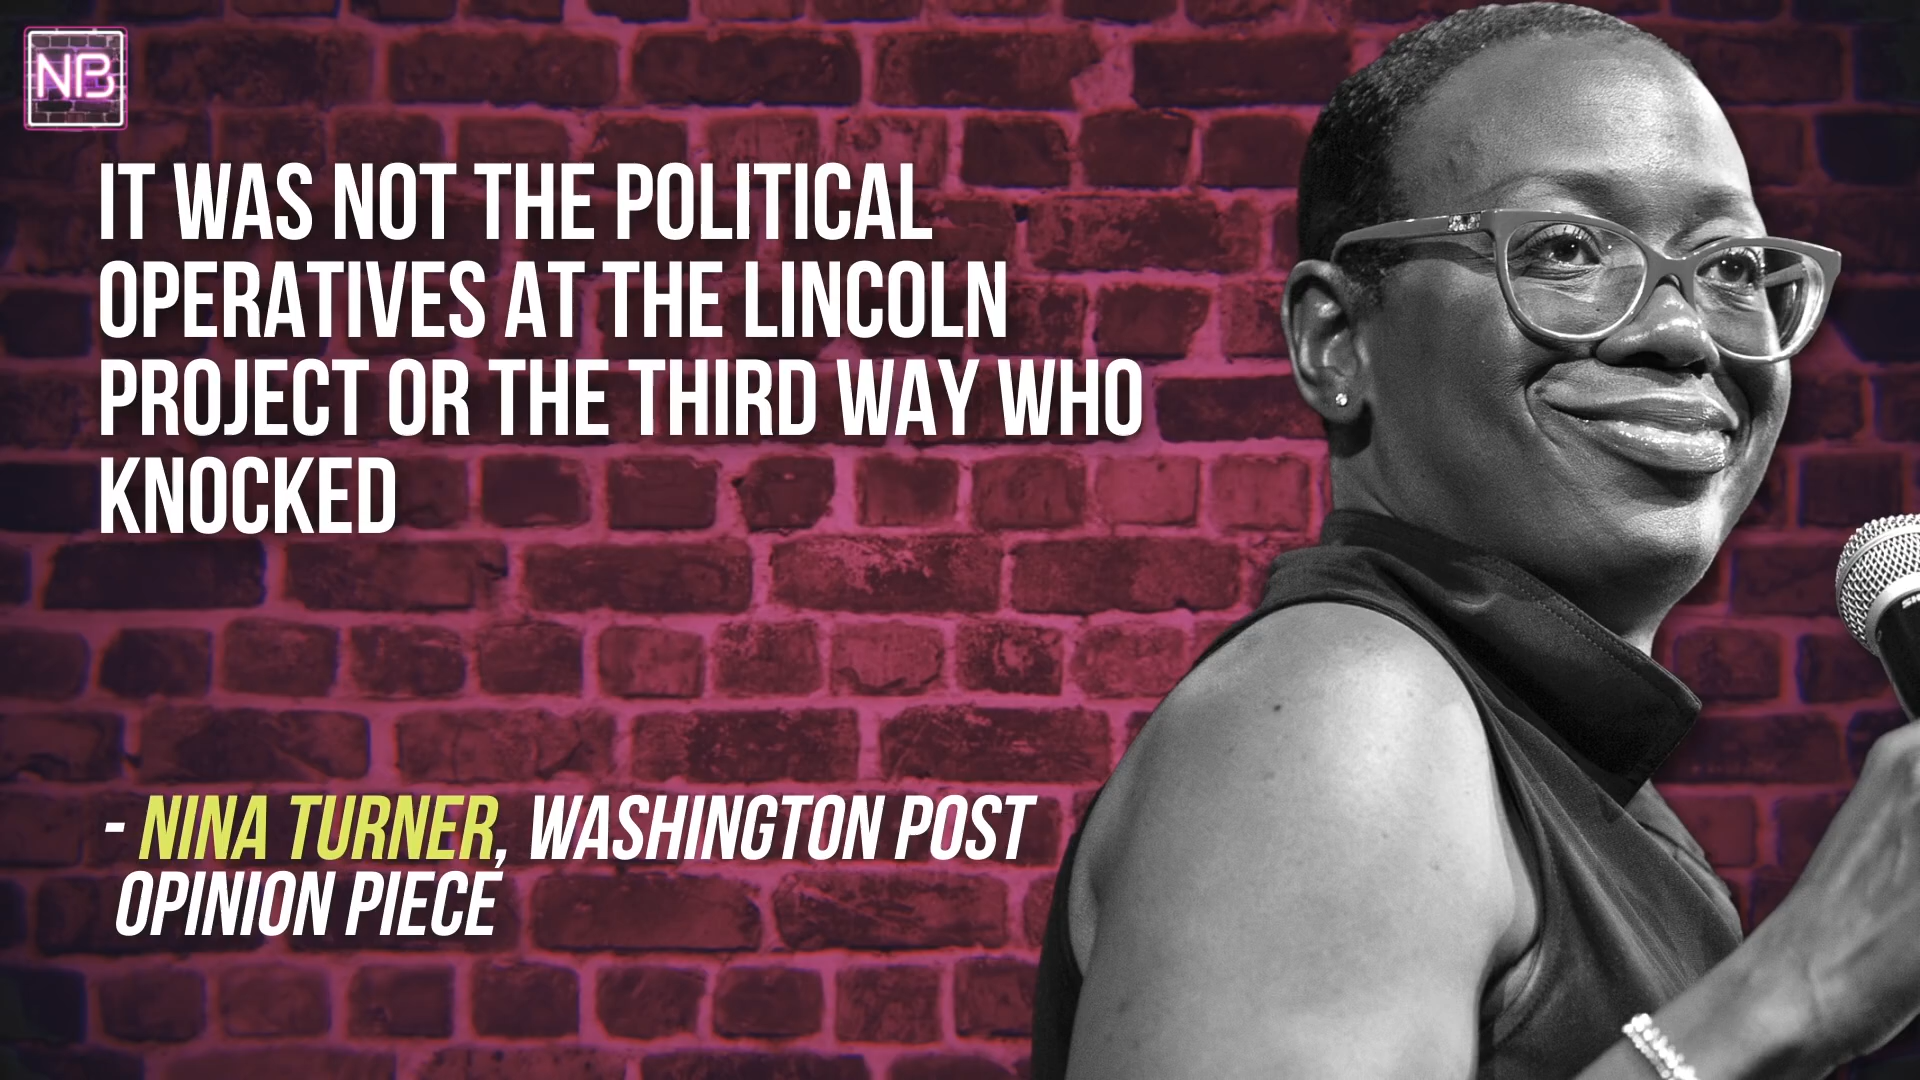 NB
IT WAS NOT THE POLITICAL
OPERATIVES AT THE LINCOLN
PROJECT OR THE THIRD WAY WHO
KNOCKED
- NINA TURNER, WASHINGTON POST
OPINION PIECE